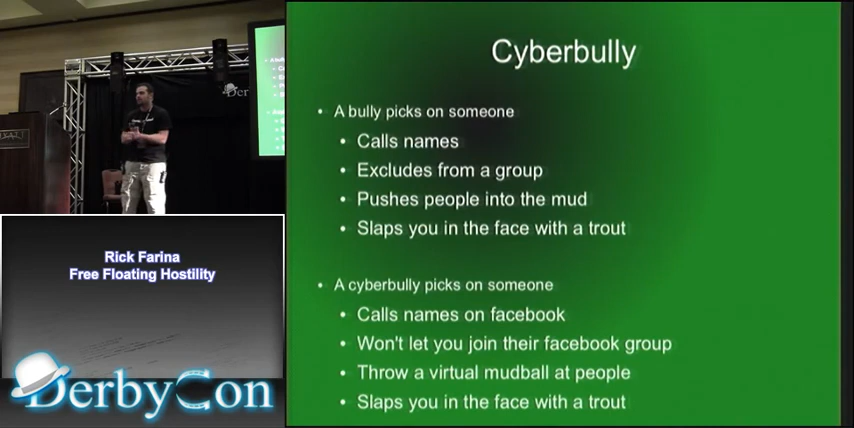 Cyberbully
• A bully picks on someone
• Calls names
• Excludes from a group
• Pushes people into the mud
• Slaps you in the face with a trout
• A cyberbully picks on someone
• Calls names on facebook
• Won't let you join their facebook group
• Throw a virtual mudball at people
• Slaps you in the face with a trout
Rick Farina
Free Floating Hostility
DerbyCon